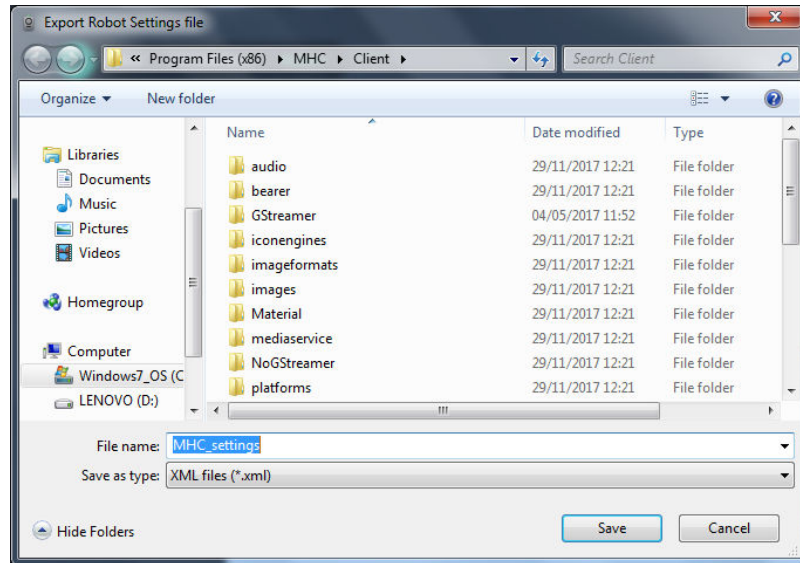 Export Robot Settings file
« Program Files (x86) MHC Client
Search Client
Organize New folder
Name Date modified Type
Libraries
Documents
Music
Pictures
Videos
Homegroup
Computer
Windows7_OS (C
LENOVO (D:)
audio 29/11/2017 12:21 File folder
bearer 29/11/2017 12:21 File folder
GStreamer 04/05/2017 11:52 File folder
iconengines 29/11/2017 12:21 File folder
imageformats 29/11/2017 12:21 File folder
images 29/11/2017 12:21 File folder
Material 29/11/2017 12:21 File folder
mediaservice 29/11/2017 12:21 File folder
NoGStreamer 29/11/2017 12:21 File folder
platforms 29/11/2017 12:21 File folder
File name: MHC_settings
Save as type: XML files (*.xml)
Hide Folders Save Cancel